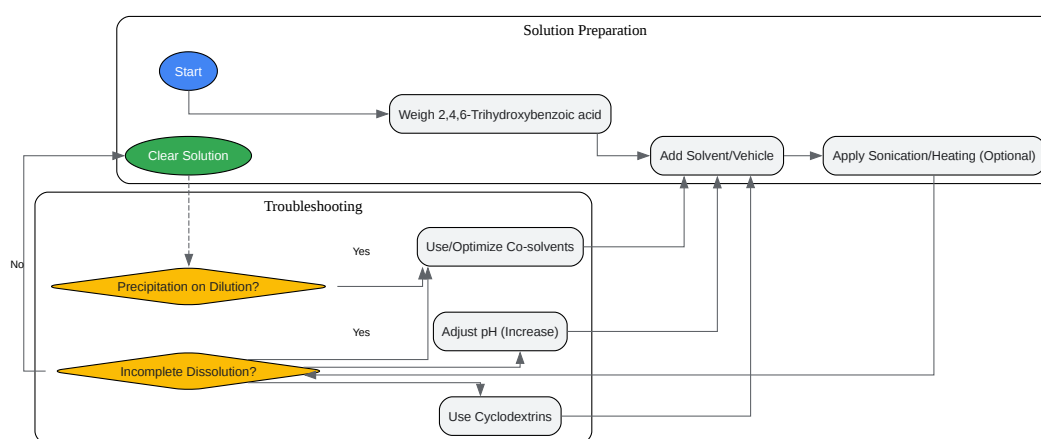 Solution Preparation
Start
Weigh 2,4,6-Trihydroxybenzoic acid
Clear Solution
Add Solvent/Vehicle
Apply Sonication/Heating (Optional)
Troubleshooting
Yes
Use/Optimize Co-solvents
No
Precipitation on Dilution?
Yes
Adjust pH (Increase)
Incomplete Dissolution?
Use Cyclodextrins